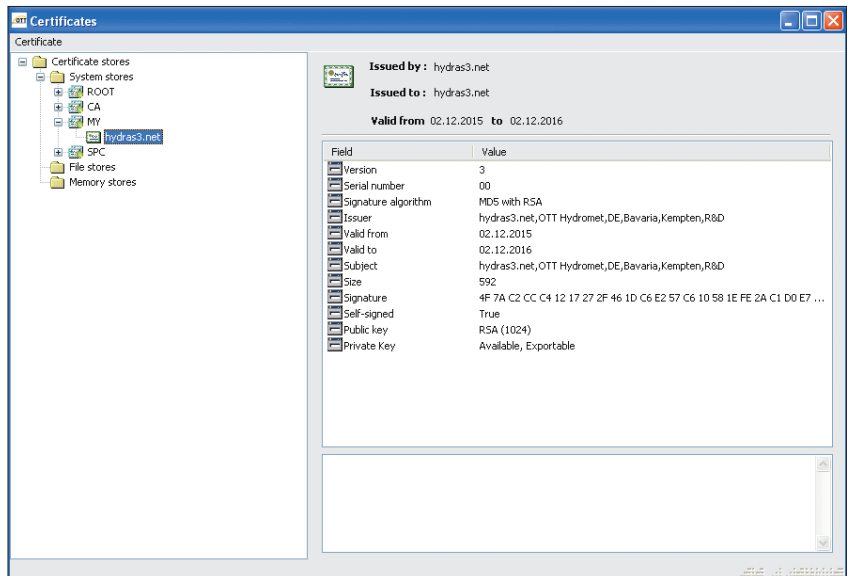 OTT Certificates
Certificate
Certificate stores
System stores
ROOT
CA
MY
hydras3.net
SPC
File stores
Memory stores
Issued by : hydras3.net
Issued to : hydras3.net
Valid from 02.12.2015 to 02.12.2016
Field Value
Version 3
Serial number 00
Signature algorithm MD5 with RSA
Issuer hydras3.net,OTT Hydromet,DE,Bavaria,Kempten,R&D
Valid from 02.12.2015
Valid to 02.12.2016
Subject hydras3.net,OTT Hydromet,DE,Bavaria,Kempten,R&D
Size 592
Signature 4F 7A C2 CC C4 12 17 27 2F 46 1D C6 E2 57 C6 10 58 1E FE 2A C1 D0 E7 ...
Self-signed True
Public key RSA (1024)
Private Key Available, Exportable